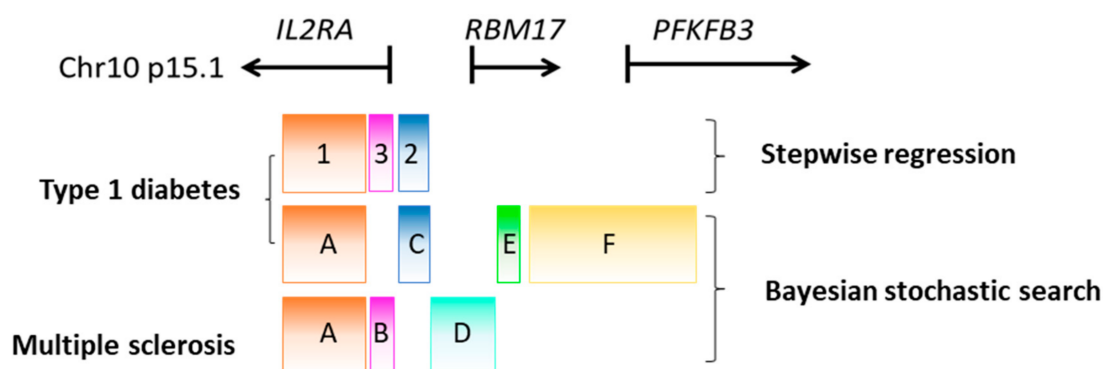 IL2RA RBM17 PFKFB3
Chr10 p15.1
1 3 2
Stepwise regression
Type 1 diabetes
A C E F
Bayesian stochastic search
A B D
Multiple sclerosis